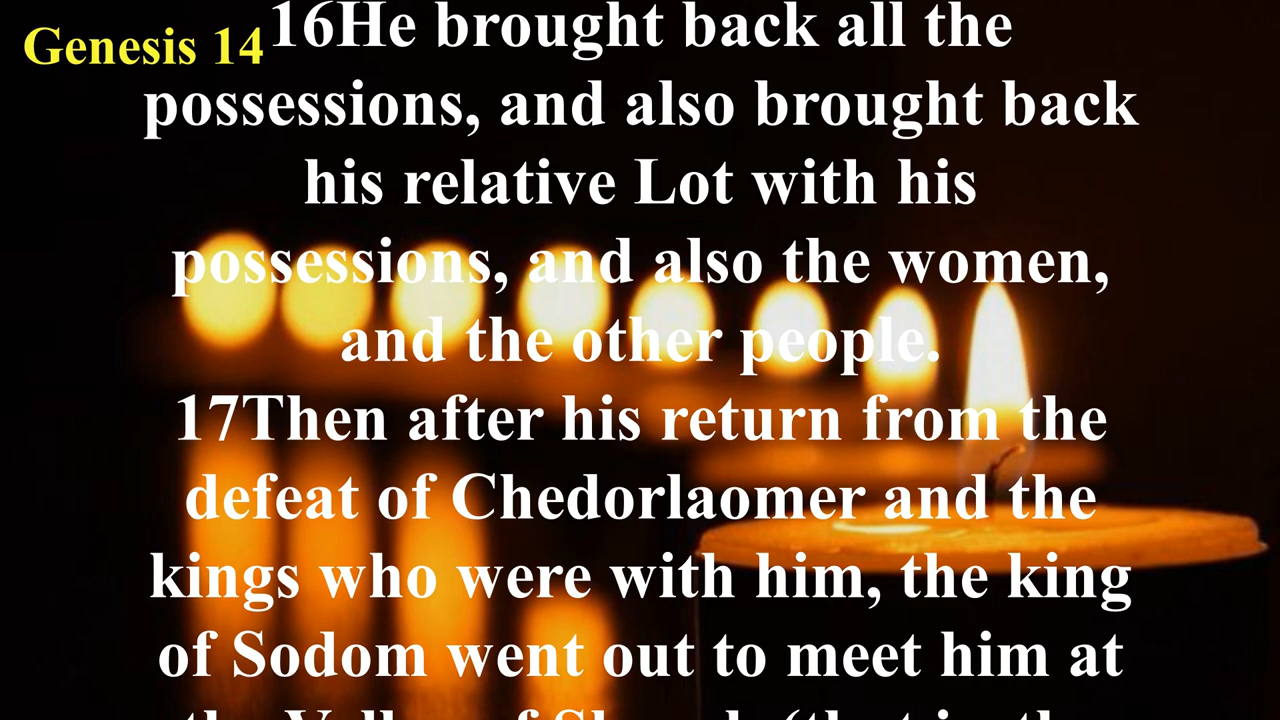 Genesis 14
16He brought back all the
possessions, and also brought back
his relative Lot with his
possessions, and also the women,
and the other people.
17Then after his return from the
defeat of Chedorlaomer and the
kings who were with him, the king
of Sodom went out to meet him at